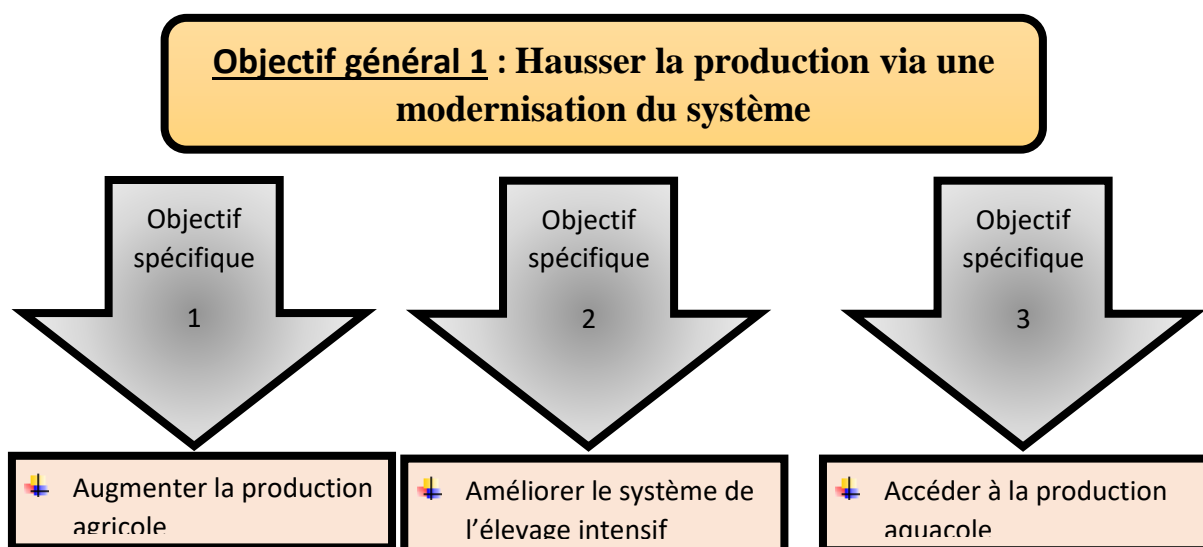 Objectif général 1 : Hausser la production via une
modernisation du système
Objectif
spécifique
1
Objectif
spécifique
2
Objectif
spécifique
3
Augmenter la production
agricole
Améliorer le système de
l’élevage intensif
Accéder à la production
aquacole